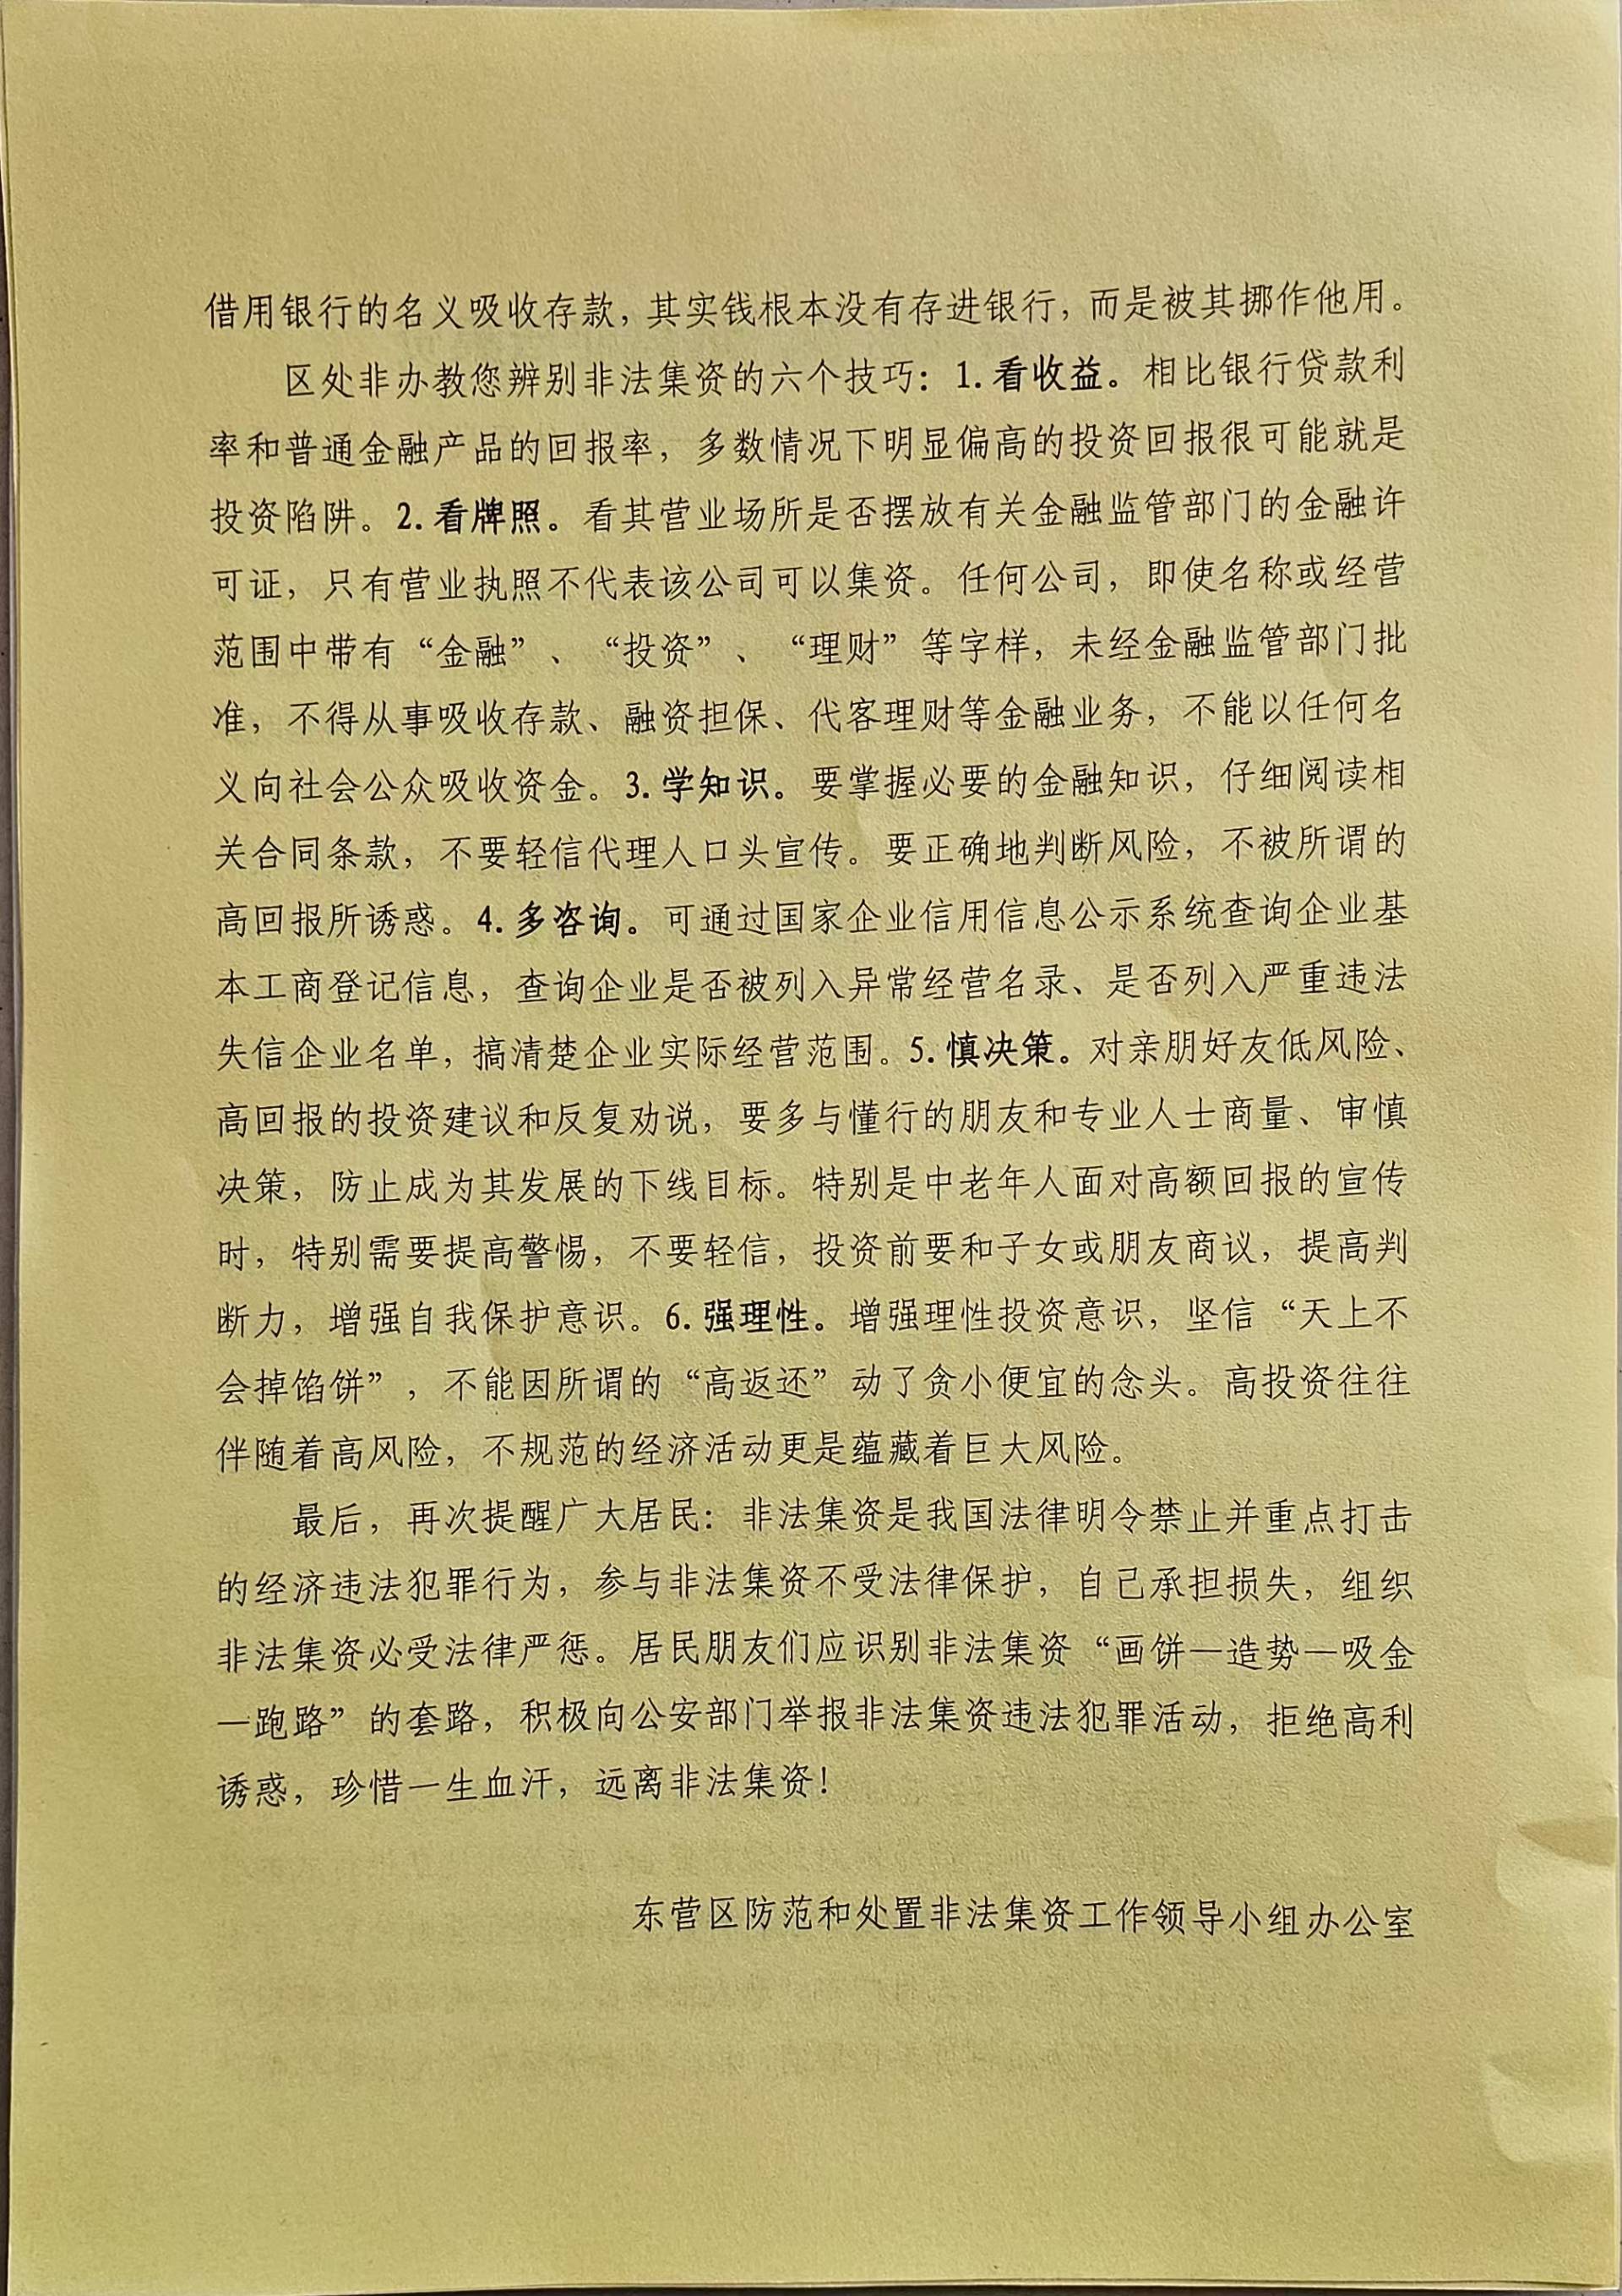 借用银行的名义吸收存款，其实钱根本没有存进银行，而是被其挪作他用。
区处非办教您辨别非法集资的六个技巧：1.看收益。相比银行贷款利
率和普通金融产品的回报率，多数情况下明显偏高的投资回报很可能就是
投资陷阱。2.看牌照。看其营业场所是否摆放有关金融监管部门的金融许
可证，只有营业执照不代表该公司可以集资。任何公司，即使名称或经营
范围中带有“金融”、“投资”、“理财”等字样，未经金融监管部门批
准，不得从事吸收存款、融资担保、代客理财等金融业务，不能以任何名
义向社会公众吸收资金。3.学知识。要掌握必要的金融知识，仔细阅读相
关合同条款，不要轻信代理人口头宣传。要正确地判断风险，不被所谓的
高回报所诱惑。4.多咨询。可通过国家企业信用信息公示系统查询企业基
本工商登记信息，查询企业是否被列入异常经营名录、是否列入严重违法
失信企业名单，搞清楚企业实际经营范围。5.慎决策。对亲朋好友低风险、
高回报的投资建议和反复劝说，要多与懂行的朋友和专业人士商量、审慎
决策，防止成为其发展的下线目标。特别是中老年人面对高额回报的宣传
时，特别需要提高警惕，不要轻信，投资前要和子女或朋友商议，提高判
断力，增强自我保护意识。6.强理性。增强理性投资意识，坚信“天上不
会掉馅饼”，不能因所谓的“高返还”动了贪小便宜的念头。高投资往往
伴随着高风险，不规范的经济活动更是蕴藏着巨大风险。
最后，再次提醒广大居民：非法集资是我国法律明令禁止并重点打击
的经济违法犯罪行为，参与非法集资不受法律保护，自己承担损失，组织
非法集资必受法律严惩。居民朋友们应识别非法集资“画饼—造势—吸金
—跑路”的套路，积极向公安部门举报非法集资违法犯罪活动，拒绝高利
诱惑，珍惜一生血汗，远离非法集资！
东营区防范和处置非法集资工作领导小组办公室